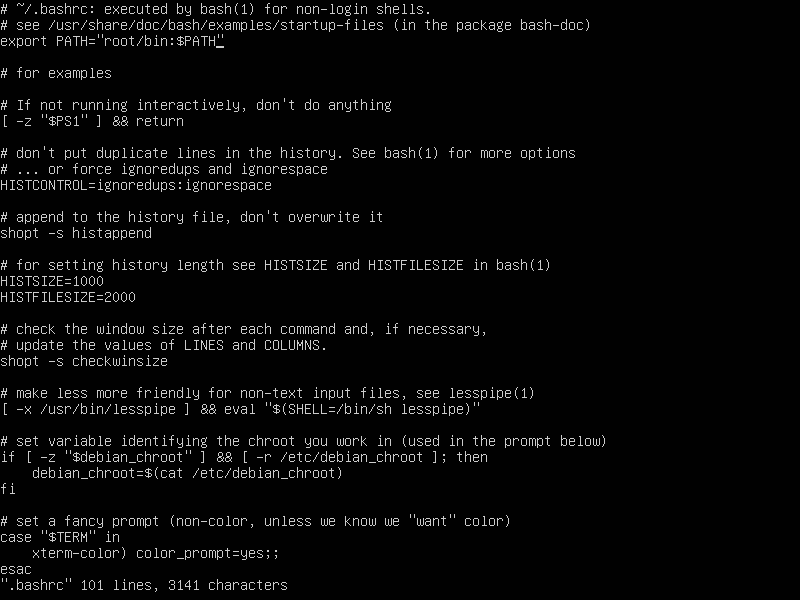 # ~/.bashrc: executed by bash(1) for non-login shells.
# see /usr/share/doc/bash/examples/startup-files (in the package bash-doc)
export PATH="root/bin:$PATH"
# for examples
# If not running interactively, don't do anything
[ -z "$PS1" ] && return
# don't put duplicate lines in the history. See bash(1) for more options
# ... or force ignoredups and ignorespace
HISTCONTROL=ignoredups:ignorespace
# append to the history file, don't overwrite it
shopt -s histappend
# for setting history length see HISTSIZE and HISTFILESIZE in bash(1)
HISTSIZE=1000
HISTFILESIZE=2000
# check the window size after each command and, if necessary,
# update the values of LINES and COLUMNS.
shopt -s checkwinsize
# make less more friendly for non-text input files, see lesspipe(1)
[ -x /usr/bin/lesspipe ] && eval "$(SHELL=/bin/sh lesspipe)"
# set variable identifying the chroot you work in (used in the prompt below)
if [ -z "$debian_chroot" ] && [ -r /etc/debian_chroot ]; then
    debian_chroot=$(cat /etc/debian_chroot)
fi
# set a fancy prompt (non-color, unless we know we "want" color)
case "$TERM" in
    xterm-color) color_prompt=yes;;
esac
".bashrc" 101 lines, 3141 characters